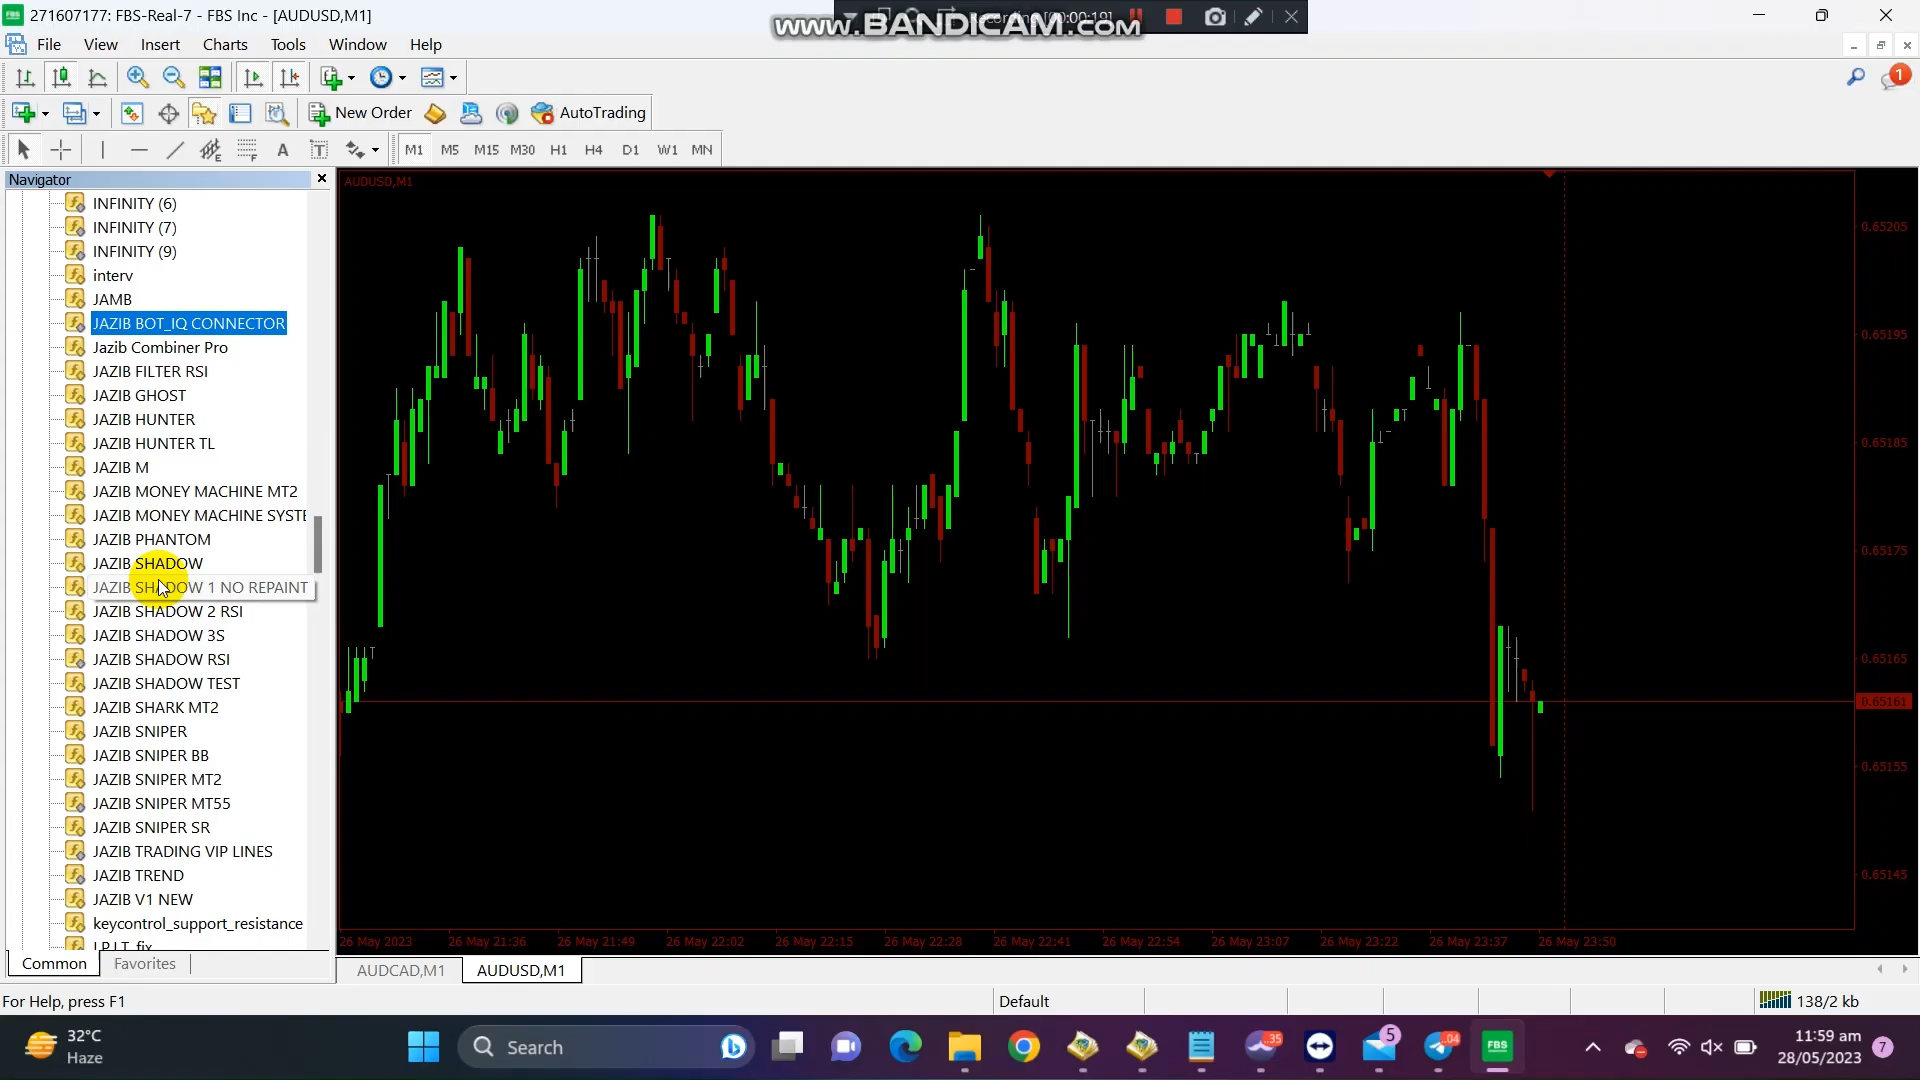 271607177: FBS-Real-7 - FBS Inc - [AUDUSD,M1]
Recording [00:00:19]
www.BANDICAM.com
File View Insert Charts Tools Window Help
1
New Order AutoTrading
A T M1 M5 M15 M30 H1 H4 D1 W1 MN
Navigator
INFINITY (6)
INFINITY (7)
INFINITY (9)
interv
JAMB
JAZIB BOT_IQ CONNECTOR
Jazib Combiner Pro
JAZIB FILTER RSI
JAZIB GHOST
JAZIB HUNTER
JAZIB HUNTER TL
JAZIB M
JAZIB MONEY MACHINE MT2
JAZIB MONEY MACHINE SYSTE
JAZIB PHANTOM
JAZIB SHADOW
JAZIB SHADOW 1 NO REPAINT
JAZIB SHADOW 2 RSI
JAZIB SHADOW 3S
JAZIB SHADOW RSI
JAZIB SHADOW TEST
JAZIB SHARK MT2
JAZIB SNIPER
JAZIB SNIPER BB
JAZIB SNIPER MT2
JAZIB SNIPER MT55
JAZIB SNIPER SR
JAZIB TRADING VIP LINES
JAZIB TREND
JAZIB V1 NEW
keycontrol_support_resistance
Common Favorites
AUDUSD,M1
0.65205
0.65195
0.65185
0.65175
0.65165
0.65161
0.65155
0.65145
26 May 2023 26 May 21:36 26 May 21:49 26 May 22:02 26 May 22:15 26 May 22:28 26 May 22:41 26 May 22:54 26 May 23:07 26 May 23:22 26 May 23:37 26 May 23:50
AUDCAD,M1 AUDUSD,M1
For Help, press F1
Default
138/2 kb
32°C
Haze
Search
35
5
04
FBS
11:59 am
28/05/2023
7